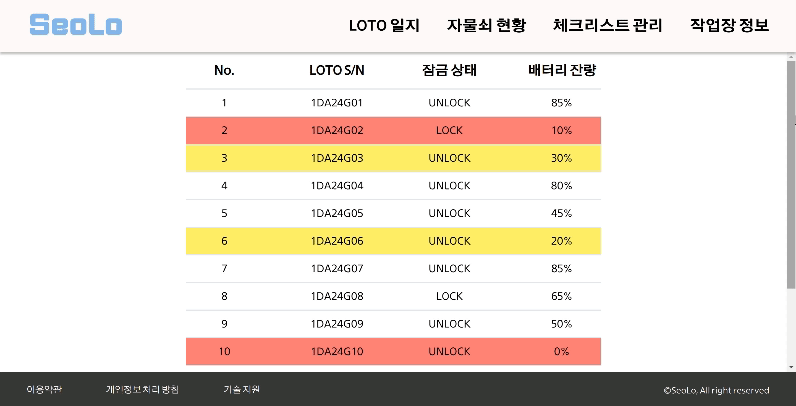 SeoLo LOTO 일지 자물쇠 현황 체크리스트 관리 작업장 정보
No. LOTO S/N 잠금 상태 배터리 잔량
1 1DA24G01 UNLOCK 85%
2 1DA24G02 LOCK 10%
3 1DA24G03 UNLOCK 30%
4 1DA24G04 UNLOCK 80%
5 1DA24G05 UNLOCK 45%
6 1DA24G06 UNLOCK 20%
7 1DA24G07 UNLOCK 85%
8 1DA24G08 LOCK 65%
9 1DA24G09 UNLOCK 50%
10 1DA24G10 UNLOCK 0%
이용약관 개인정보 처리 방침 기술 지원 ©SeoLo, All right reserved